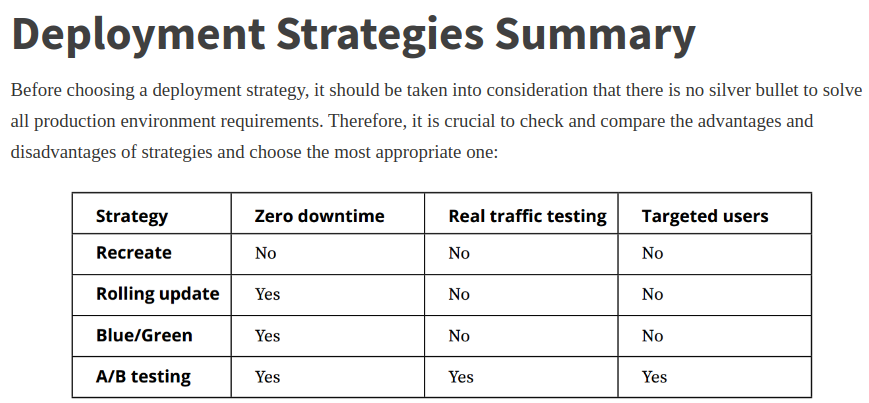 Deployment Strategies Summary
Before choosing a deployment strategy, it should be taken into consideration that there is no silver bullet to solve
all production environment requirements. Therefore, it is crucial to check and compare the advantages and
disadvantages of strategies and choose the most appropriate one:
Strategy Zero downtime Real traffic testing Targeted users
Recreate No No No
Rolling update Yes No No
Blue/Green Yes No No
A/B testing Yes Yes Yes